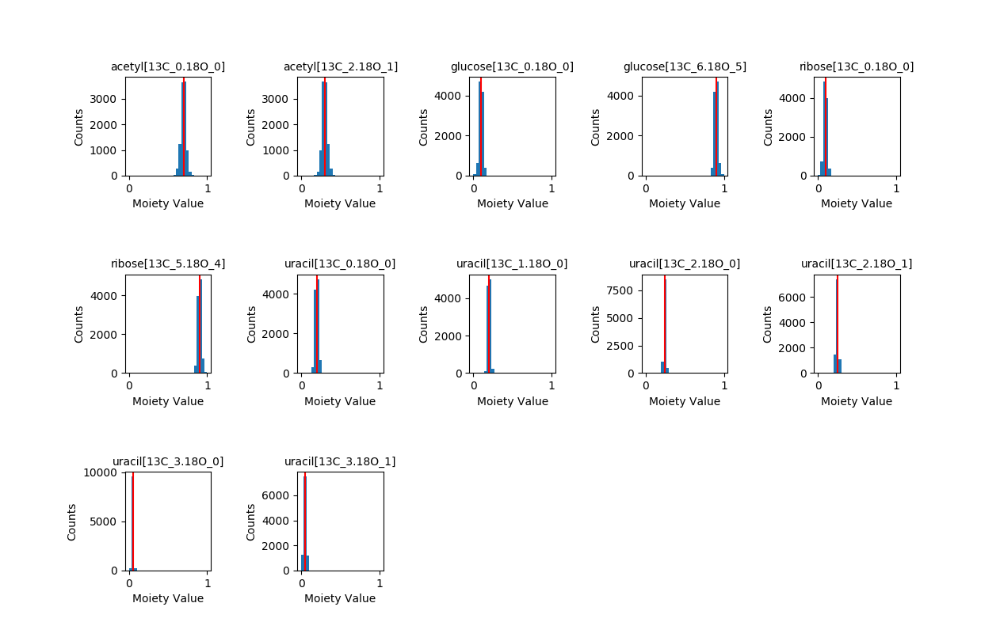 acetyl[13C_0.18O_0]
acetyl[13C_2.18O_1]
glucose[13C_0.18O_0]
glucose[13C_6.18O_5]
ribose[13C_0.18O_0]
Counts
3000
2000
1000
0
0
1
Moiety Value
Counts
3000
2000
1000
0
0
1
Moiety Value
Counts
4000
2000
0
0
1
Moiety Value
Counts
4000
2000
0
0
1
Moiety Value
Counts
4000
2000
0
0
1
Moiety Value
ribose[13C_5.18O_4]
uracil[13C_0.18O_0]
uracil[13C_1.18O_0]
uracil[13C_2.18O_0]
uracil[13C_2.18O_1]
Counts
4000
2000
0
0
1
Moiety Value
Counts
4000
2000
0
0
1
Moiety Value
Counts
4000
2000
0
0
1
Moiety Value
Counts
7500
5000
2500
0
0
1
Moiety Value
Counts
6000
4000
2000
0
0
1
Moiety Value
uracil[13C_3.18O_0]
uracil[13C_3.18O_1]
Counts
10000
5000
0
0
1
Moiety Value
Counts
6000
4000
2000
0
0
1
Moiety Value